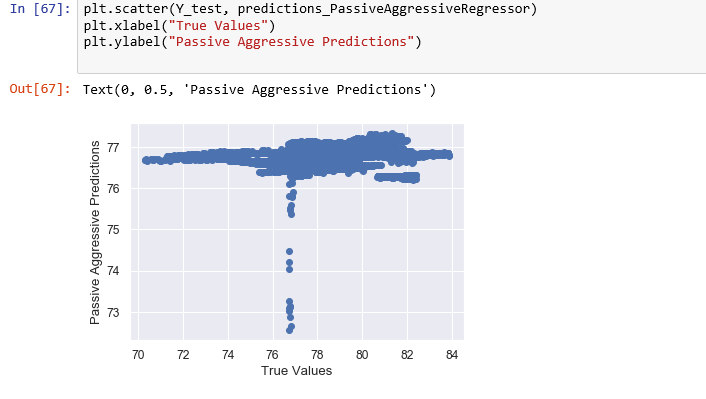 In [67]: plt.scatter(Y_test, predictions_PassiveAggressiveRegressor)
plt.xlabel("True Values")
plt.ylabel("Passive Aggressive Predictions")
Out[67]: Text(0, 0.5, 'Passive Aggressive Predictions')
Passive Aggressive Predictions
77
76
75
74
73
70 72 74 76 78 80 82 84
True Values